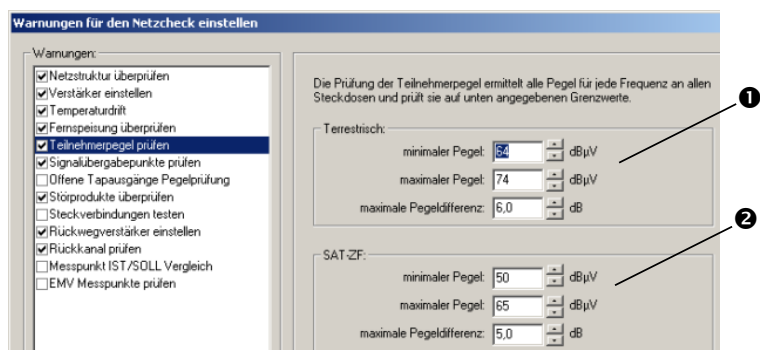 Warnungen für den Netzcheck einstellen
Warnungen:
Netzstruktur überprüfen
Verstärker einstellen
Temperaturdrift
Fernspeisung überprüfen
Teilnehmerpegel prüfen
Signalübergabepunkte prüfen
Offene Tapausgänge Pegelprüfung
Störprodukte überprüfen
Steckverbindungen testen
Rückwegverstärker einstellen
Rückkanal prüfen
Messpunkt IST/SOLL Vergleich
EMV Messpunkte prüfen
Die Prüfung der Teilnehmerpegel ermittelt alle Pegel für jede Frequenz an allen
Steckdosen und prüft sie auf unten angegebenen Grenzwerte.
Terrestrisch:
minimaler Pegel: 64 dBµV
maximaler Pegel: 74 dBµV
maximale Pegeldifferenz: 6,0 dB
❶
SAT-ZF:
minimaler Pegel: 50 dBµV
maximaler Pegel: 65 dBµV
maximale Pegeldifferenz: 5,0 dB
❷